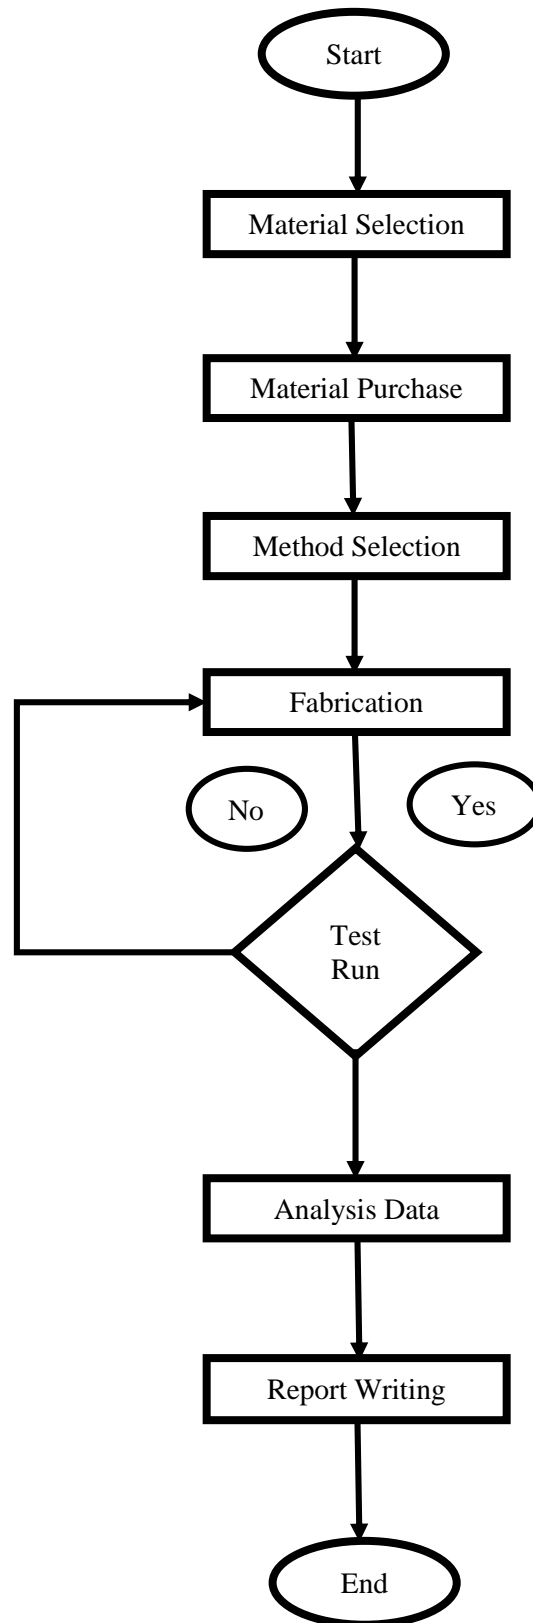 Start
Material Selection
Material Purchase
Method Selection
Fabrication
No
Yes
Test
Run
Analysis Data
Report Writing
End